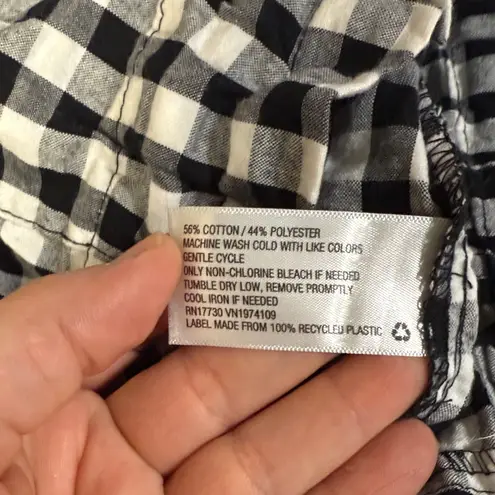 56% COTTON / 44% POLYESTER
MACHINE WASH COLD WITH LIKE COLORS
GENTLE CYCLE
ONLY NON-CHLORINE BLEACH IF NEEDED
TUMBLE DRY LOW, REMOVE PROMPTLY
COOL IRON IF NEEDED
RN17730 VN1974109
LABEL MADE FROM 100% RECYCLED PLASTIC